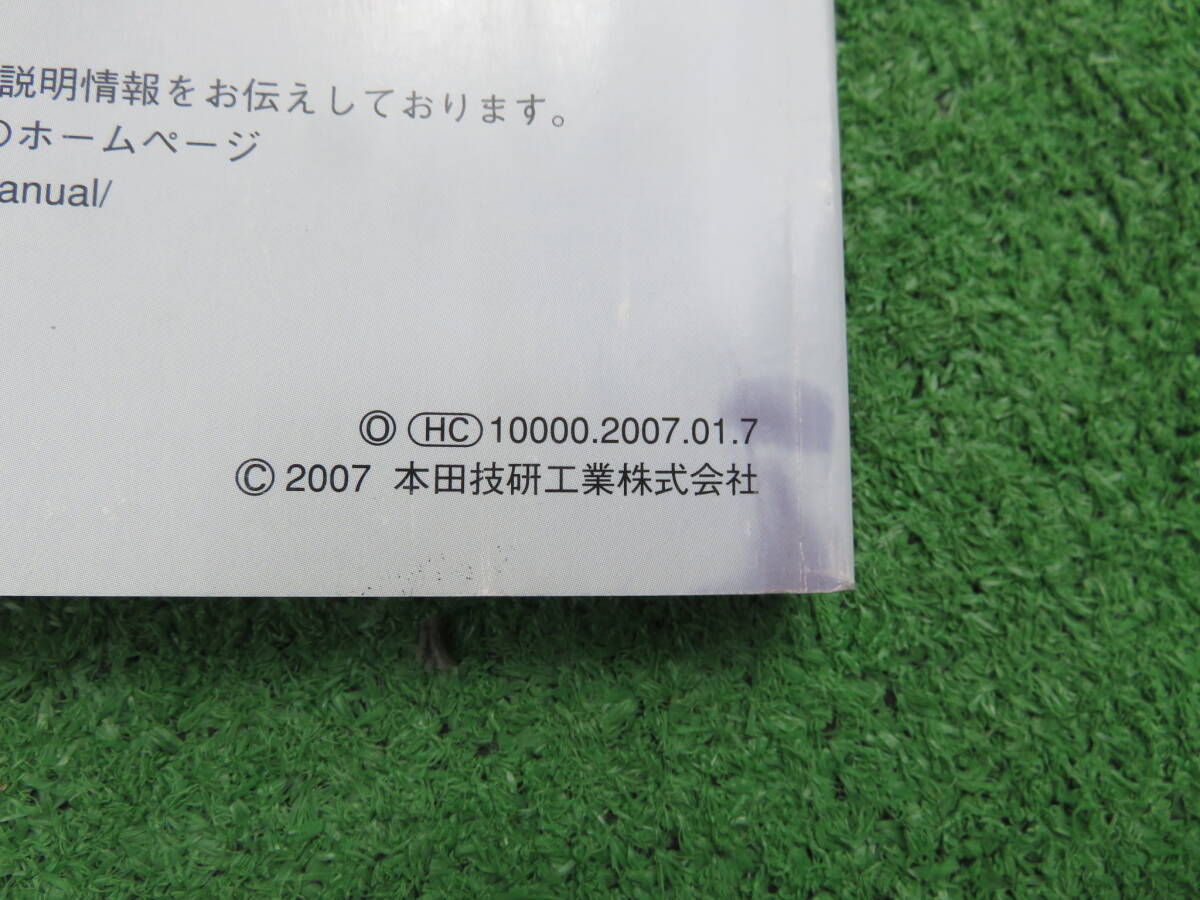 説明情報をお伝えしております。
のホームページ
anual/
Ⓞ HC 10000.2007.01.7
© 2007 本田技研工業株式会社